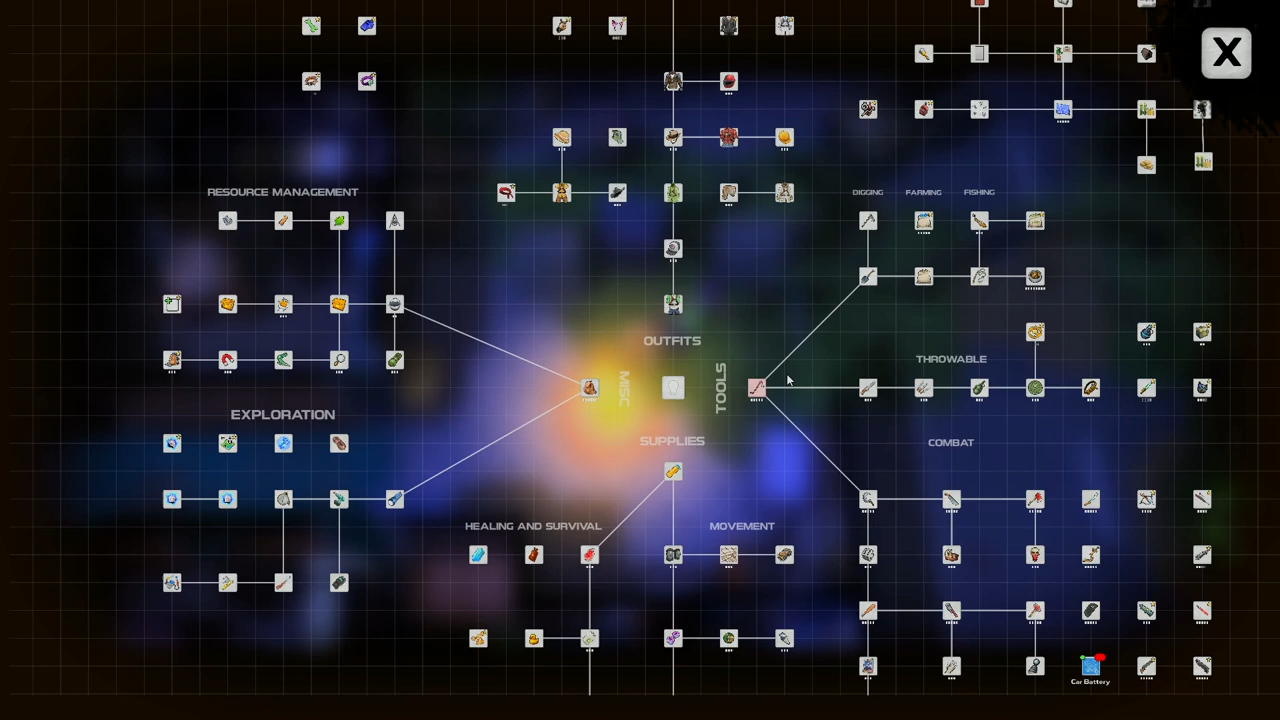 X
RESOURCE MANAGEMENT
DIGGING
FARMING
FISHING
OUTFITS
MISC
TOOLS
THROWABLE
EXPLORATION
SUPPLIES
COMBAT
HEALING AND SURVIVAL
MOVEMENT
Car Battery